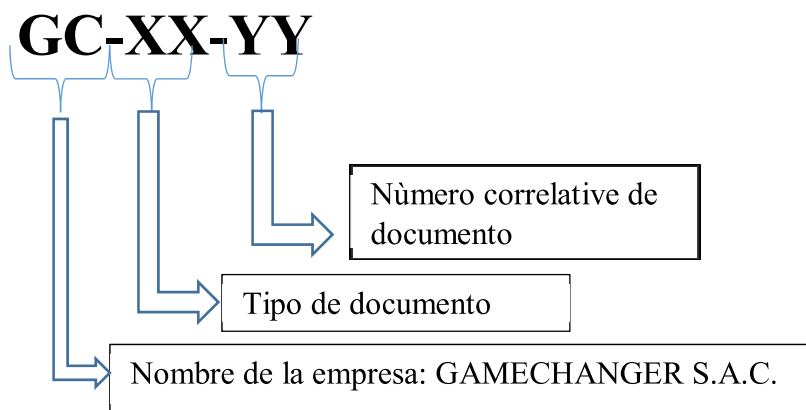 GC-XX-YY
Nùmero correlative de
documento
Tipo de documento
Nombre de la empresa: GAMECHANGER S.A.C.